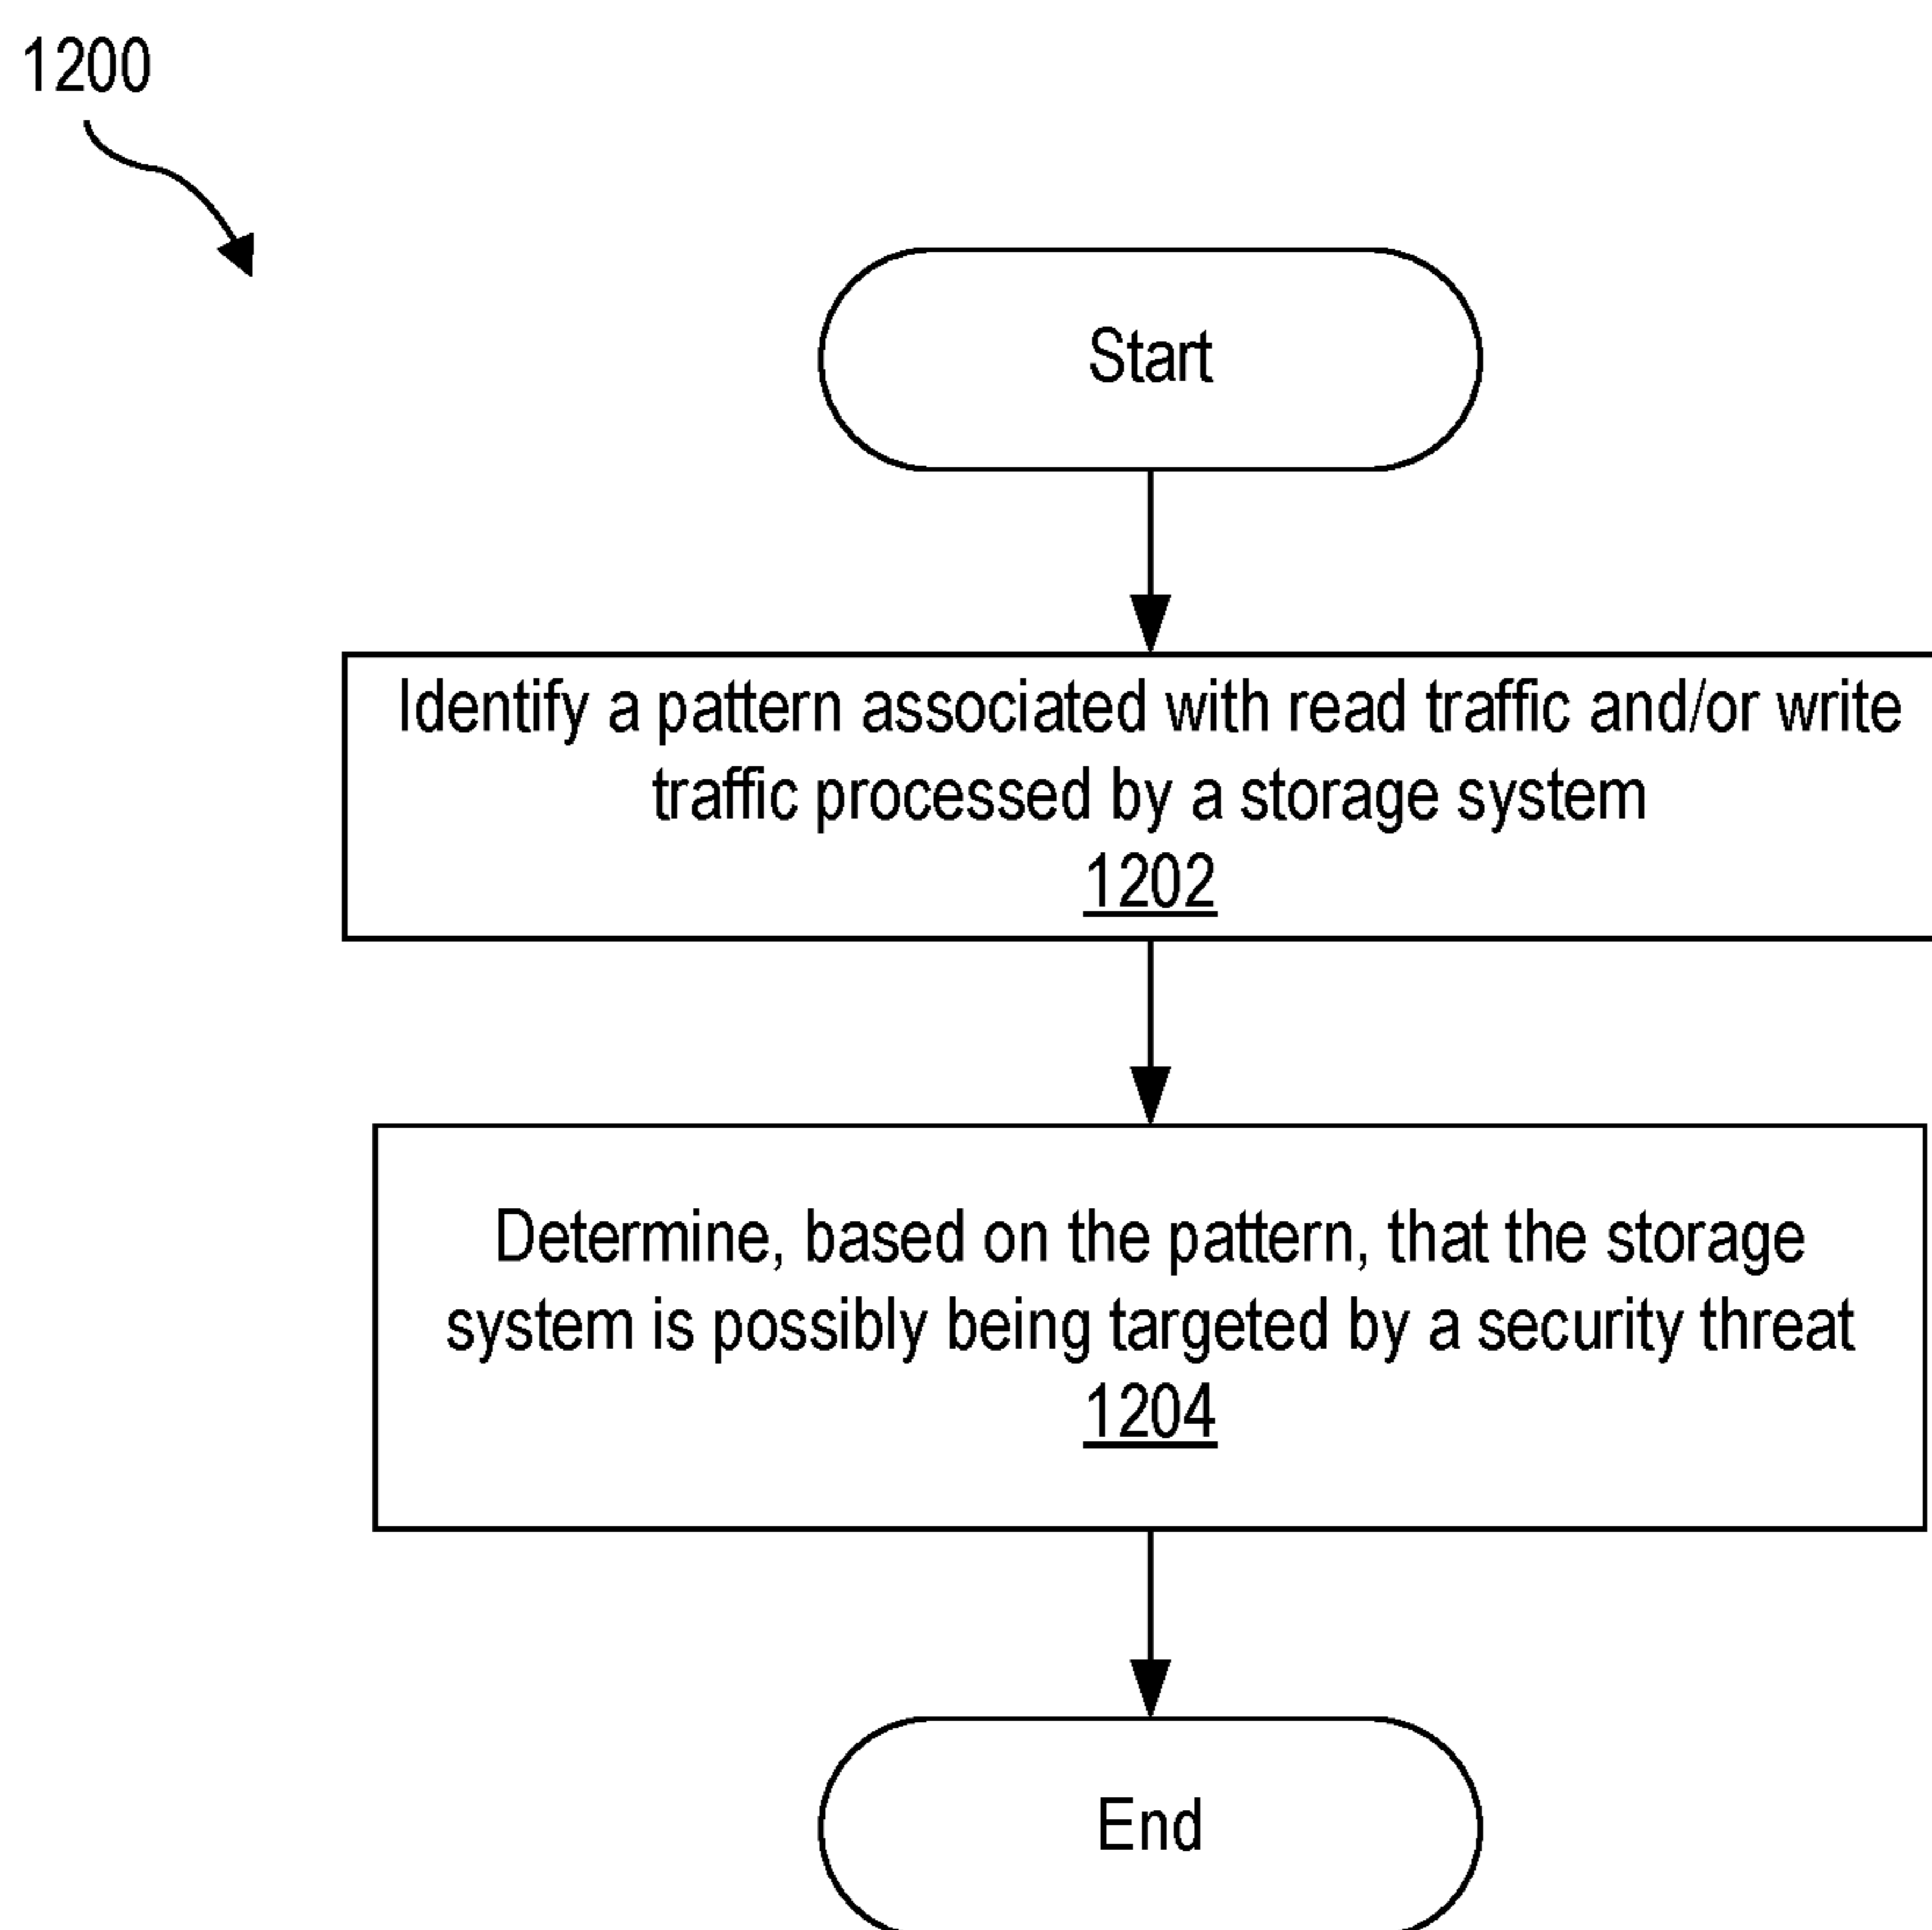 1200
Start
Identify a pattern associated with read traffic and/or write
traffic processed by a storage system
1202
Determine, based on the pattern, that the storage
system is possibly being targeted by a security threat
1204
End